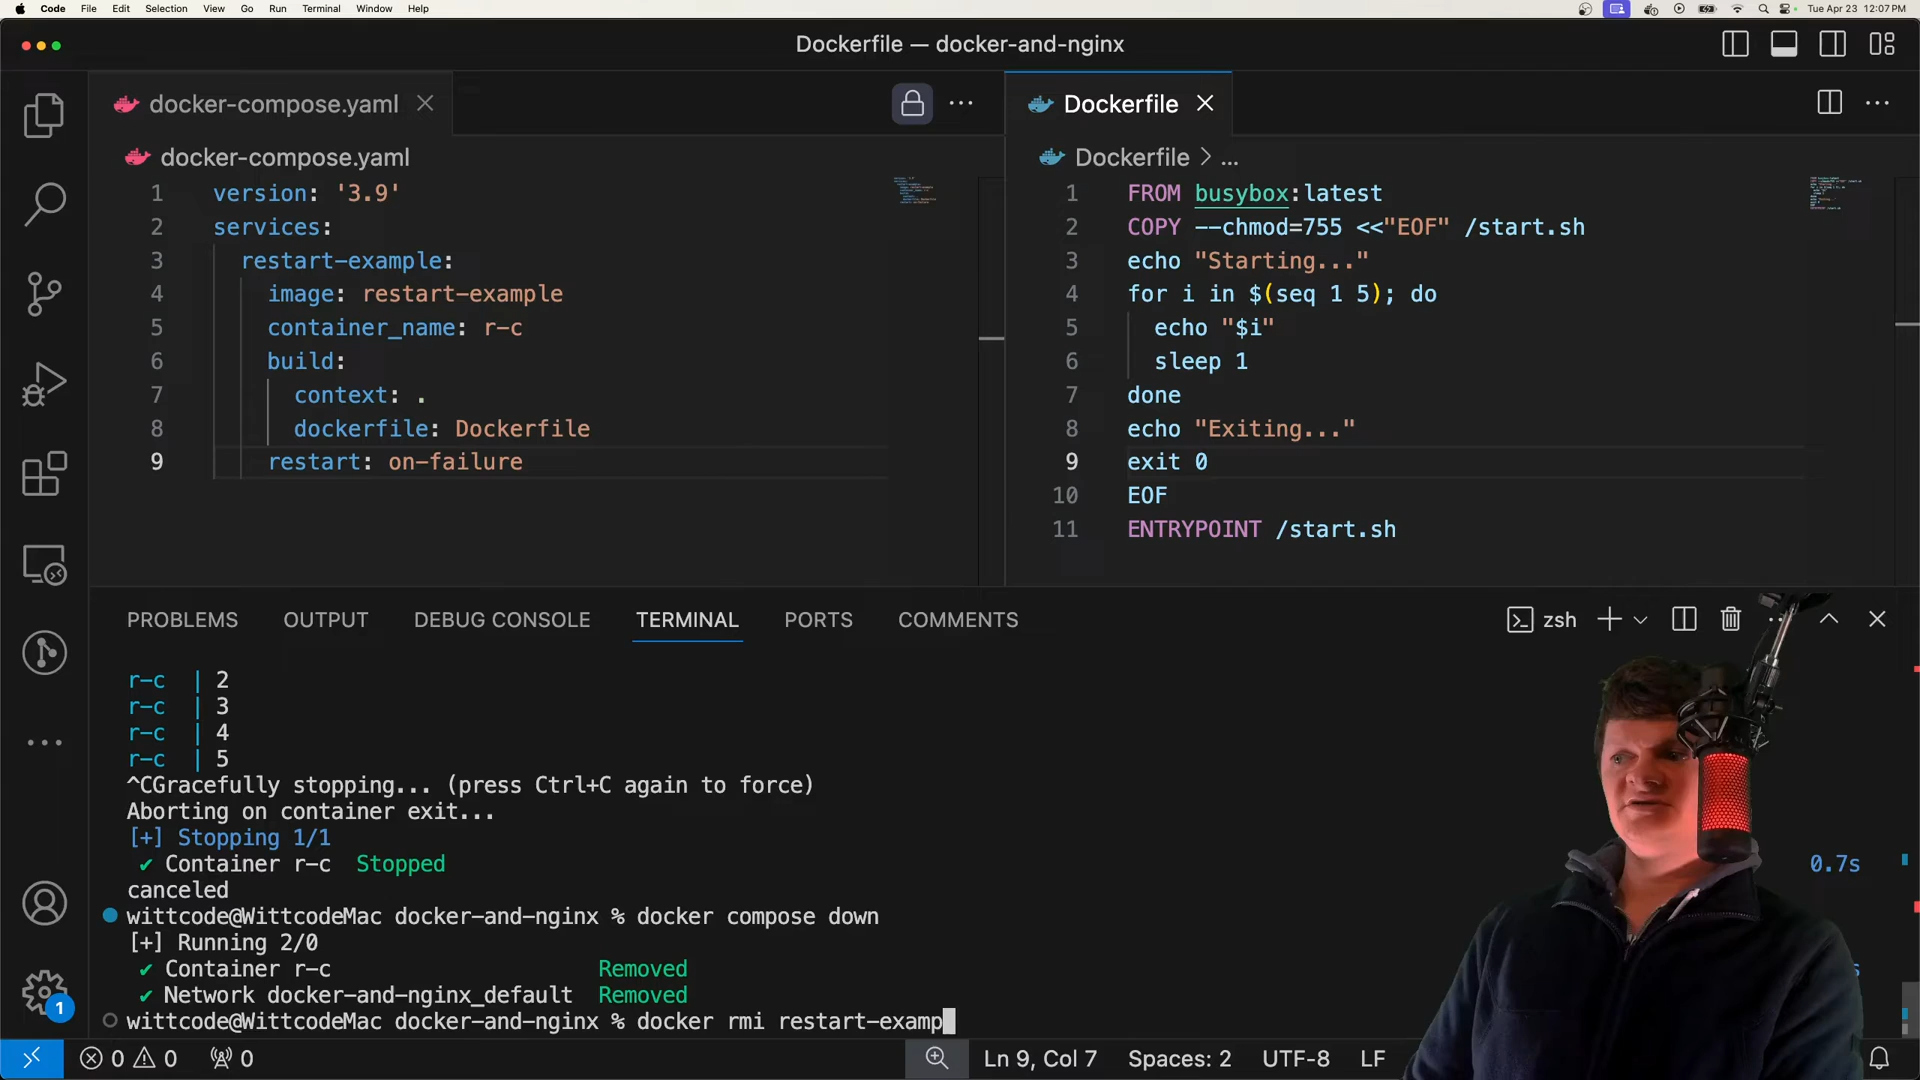 Code File Edit Selection View Go Run Terminal Window Help Tue Apr 23 12:07 PM
Dockerfile — docker-and-nginx
docker-compose.yaml
docker-compose.yaml
1 version: '3.9'
2 services:
3 restart-example:
4 image: restart-example
5 container_name: r-c
6 build:
7 context: .
8 dockerfile: Dockerfile
9 restart: on-failure
Dockerfile
Dockerfile > ...
1 FROM busybox:latest
2 COPY --chmod=755 <<"EOF" /start.sh
3 echo "Starting..."
4 for i in $(seq 1 5); do
5 echo "$i"
6 sleep 1
7 done
8 echo "Exiting..."
9 exit 0
10 EOF
11 ENTRYPOINT /start.sh
PROBLEMS OUTPUT DEBUG CONSOLE TERMINAL PORTS COMMENTS zsh
r-c | 2
r-c | 3
r-c | 4
r-c | 5
^CGracefully stopping... (press Ctrl+C again to force)
Aborting on container exit...
[+] Stopping 1/1
✔ Container r-c Stopped 0.7s
canceled
wittcode@WittcodeMac docker-and-nginx % docker compose down
[+] Running 2/0
✔ Container r-c Removed
✔ Network docker-and-nginx_default Removed
wittcode@WittcodeMac docker-and-nginx % docker rmi restart-examp
1
0 0 0 Ln 9, Col 7 Spaces: 2 UTF-8 LF